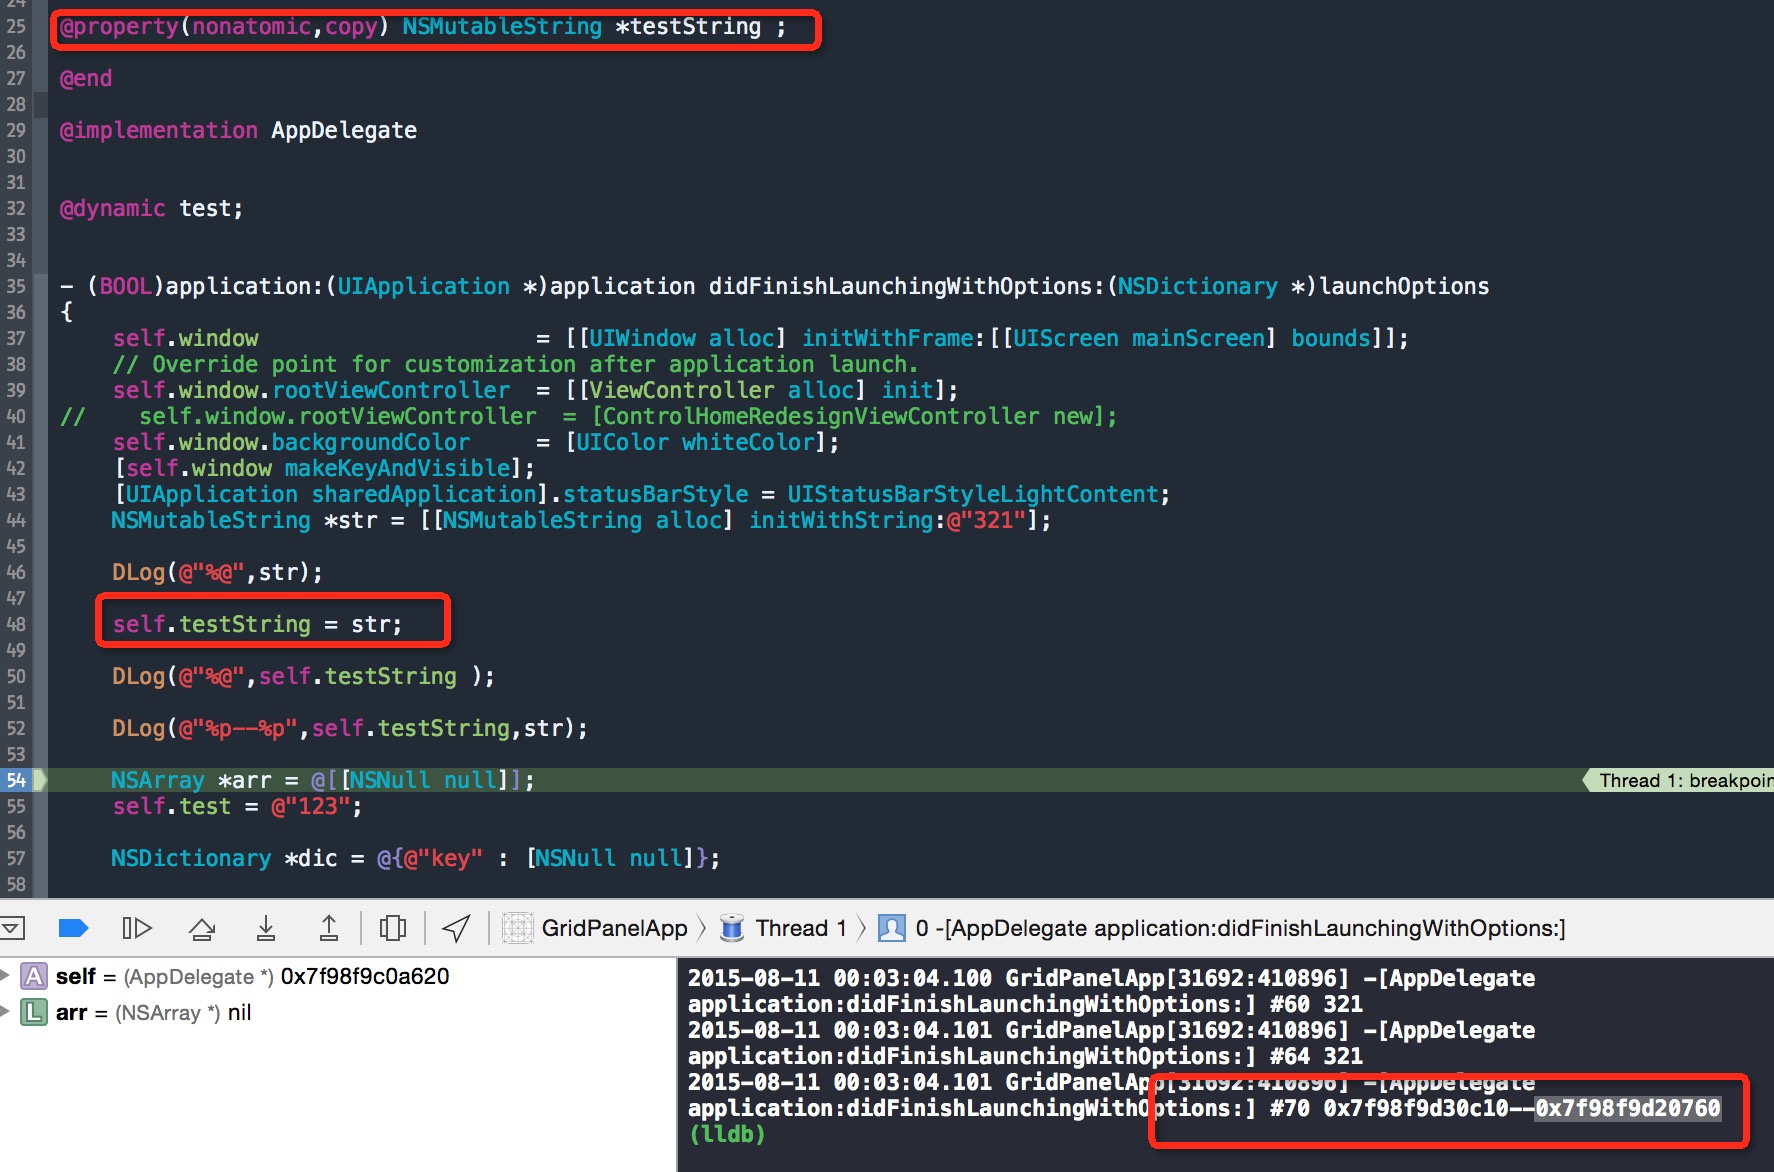 24
25 @property(nonatomic,copy) NSMutableString *testString ;
26
27 @end
28
29 @implementation AppDelegate
30
31
32 @dynamic test;
33
34
35 - (BOOL)application:(UIApplication *)application didFinishLaunchingWithOptions:(NSDictionary *)launchOptions
36 {
37     self.window                     = [[UIWindow alloc] initWithFrame:[[UIScreen mainScreen] bounds]];
38     // Override point for customization after application launch.
39     self.window.rootViewController  = [[ViewController alloc] init];
40 //    self.window.rootViewController  = [ControlHomeRedesignViewController new];
41     self.window.backgroundColor     = [UIColor whiteColor];
42     [self.window makeKeyAndVisible];
43     [UIApplication sharedApplication].statusBarStyle = UIStatusBarStyleLightContent;
44     NSMutableString *str = [[NSMutableString alloc] initWithString:@"321"];
45
46     DLog(@"%@",str);
47
48     self.testString = str;
49
50     DLog(@"%@",self.testString );
51
52     DLog(@"%p--%p",self.testString,str);
53
54     NSArray *arr = @[[NSNull null]]; Thread 1: breakpoin
55     self.test = @"123";
56
57     NSDictionary *dic = @{@"key" : [NSNull null]};
58
GridPanelApp Thread 1 0 -[AppDelegate application:didFinishLaunchingWithOptions:]
A self = (AppDelegate *) 0x7f98f9c0a620
L arr = (NSArray *) nil
2015-08-11 00:03:04.100 GridPanelApp[31692:410896] -[AppDelegate
application:didFinishLaunchingWithOptions:] #60 321
2015-08-11 00:03:04.101 GridPanelApp[31692:410896] -[AppDelegate
application:didFinishLaunchingWithOptions:] #64 321
2015-08-11 00:03:04.101 GridPanelApp[31692:410896] -[AppDelegate
application:didFinishLaunchingWithOptions:] #70 0x7f98f9d30c10--0x7f98f9d20760
(lldb)